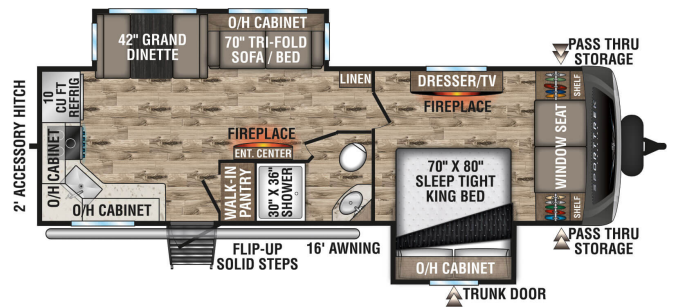 O/H CABINET
42" GRAND
DINETTE
70" TRI-FOLD
SOFA / BED
PASS THRU
STORAGE
LINEN
DRESSER/TV
FIREPLACE
SHELF
10
CU FT
REFRIG
2' ACCESSORY HITCH
O/H CABINET
O/H CABINET
FIREPLACE
ENT. CENTER
WALK-IN
PANTRY
30" X 36"
SHOWER
70" X 80"
SLEEP TIGHT
KING BED
WINDOW SEAT
SPORTTREK
SHELF
FLIP-UP
SOLID STEPS
16' AWNING
O/H CABINET
PASS THRU
STORAGE
TRUNK DOOR